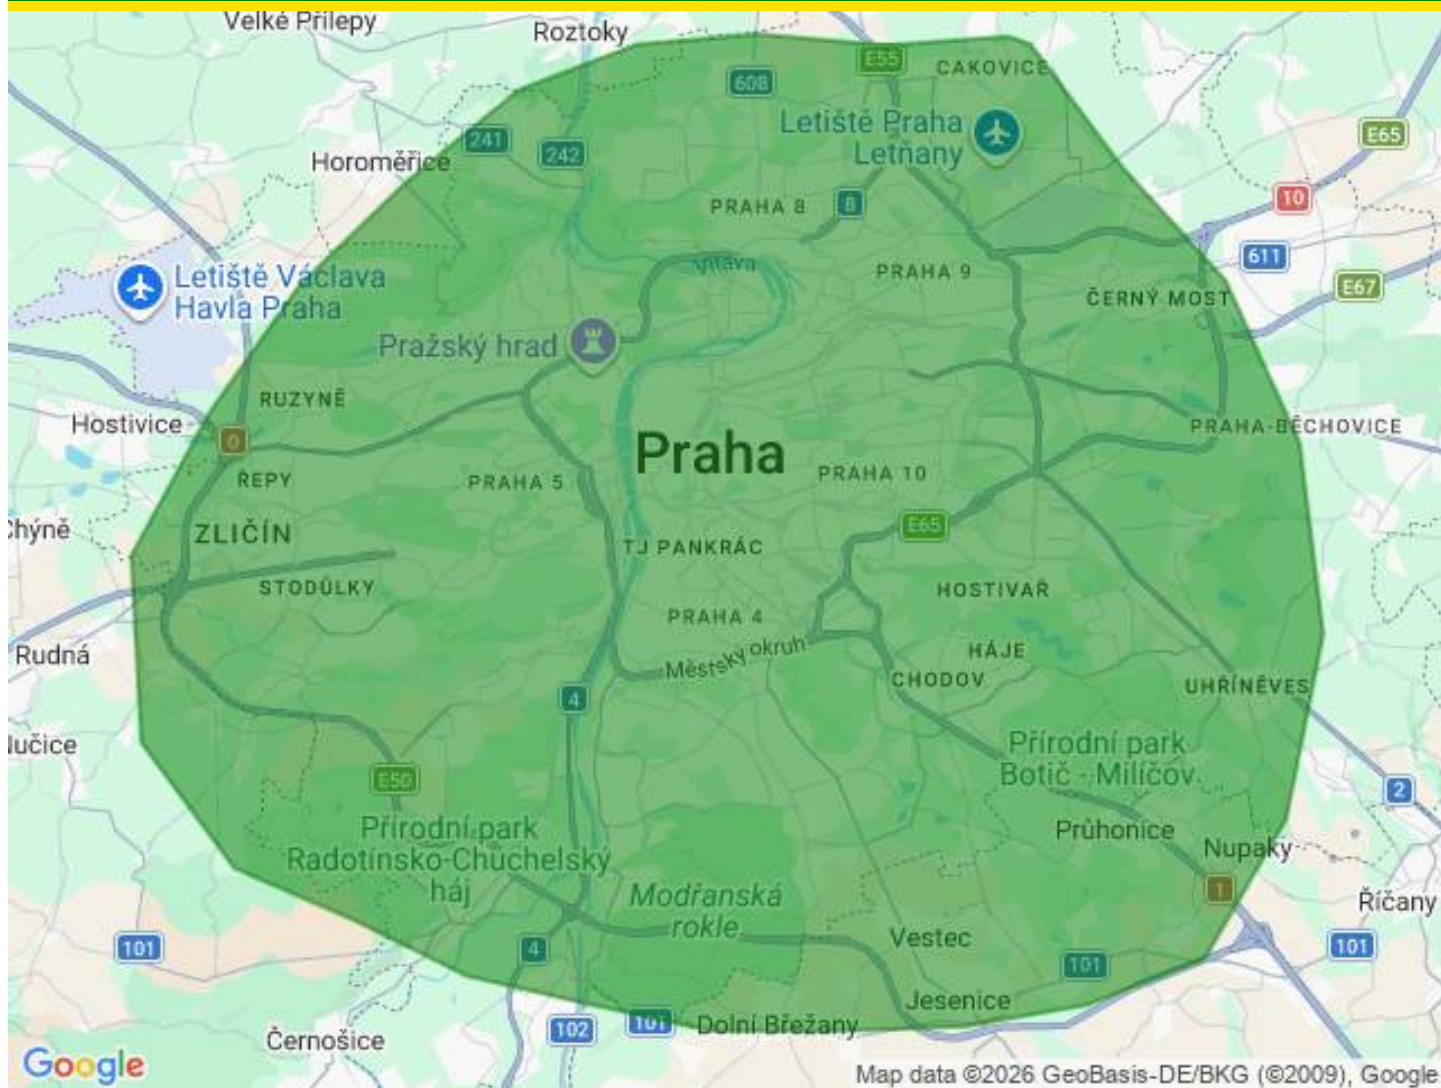 Velké Přílepy
Roztoky
E55
CAKOVICE
608
Letiště Praha
Letňany
E65
241
242
Horoměřice
PRAHA 8
8
10
611
Vltava
PRAHA 9
Letiště Václava
Havla Praha
E67
ČERNÝ MOST
Pražský hrad
RUZYNĚ
Hostivice
0
PRAHA-BĚCHOVICE
Praha
ŘEPY
PRAHA 5
PRAHA 10
Chýně
ZLIČÍN
E65
TJ PANKRÁC
STODŮLKY
HOSTIVAŘ
PRAHA 4
Rudná
Městský okruh
HÁJE
CHODOV
UHŘÍNĚVES
4
Nučice
Přírodní park
Botič - Milíčov
E50
2
Přírodní park
Radotínsko-Chuchelský
háj
Průhonice
Nupaky
1
Modřanská
rokle
Říčany
101
4
Vestec
101
101
Jesenice
102
101
Dolní Břežany
Černošice
Google
Map data ©2026 GeoBasis-DE/BKG (©2009), Google